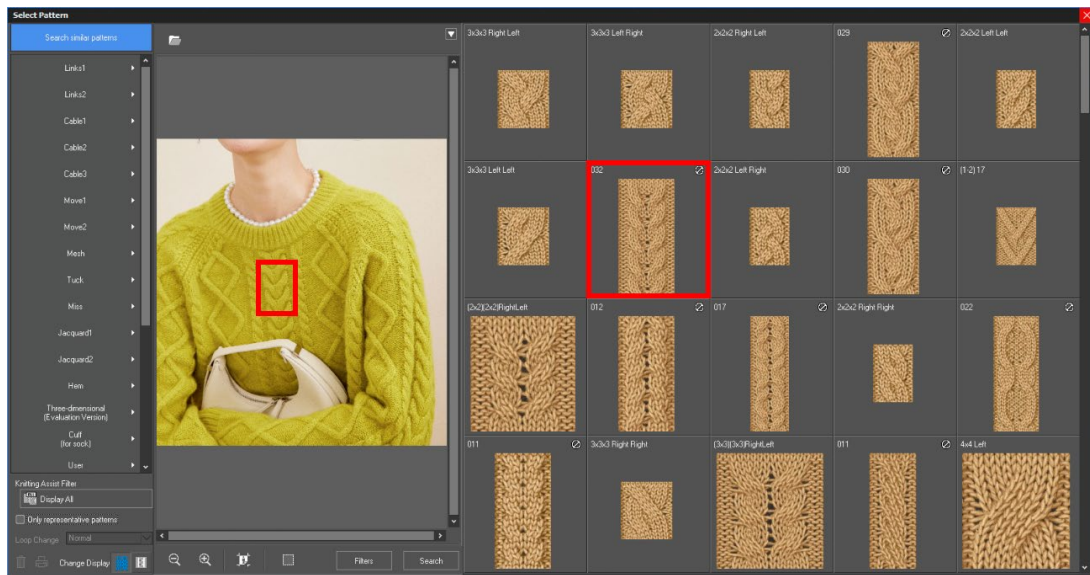 Select Pattern
Search similar patterns
Links1
Links2
Cable1
Cable2
Cable3
Move1
Move2
Mesh
Tuck
Miss
Jacquard1
Jacquard2
Hem
Three-dimensional
(Evaluation Version)
Cuff
(for sock)
User
Knitting Assist Filter
Display All
Only representative patterns
Loop Change
Normal
Change Display
Filters
Search
3x3x3 Right Left
3x3x3 Left Right
2x2x2 Right Left
029
2x2x2 Left Left
3x3x3 Left Left
032
2x2x2 Left Right
030
(1-2) 17
(2x2)(2x2)RightLeft
012
017
2x2x2 Right Right
022
011
3x3x3 Right Right
(3x3)(3x3)RightLeft
011
4x4 Left